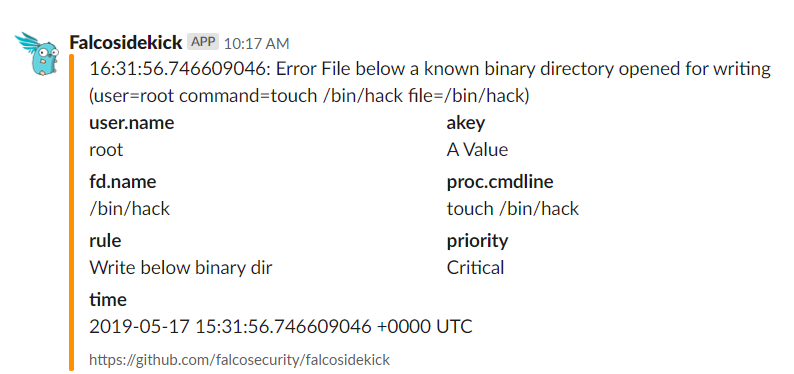 Falcosidekick APP 10:17 AM
16:31:56.746609046: Error File below a known binary directory opened for writing
(user=root command=touch /bin/hack file=/bin/hack)
user.name akey
root A Value
fd.name proc.cmdline
/bin/hack touch /bin/hack
rule priority
Write below binary dir Critical
time
2019-05-17 15:31:56.746609046 +0000 UTC
https://github.com/falcosecurity/falcosidekick